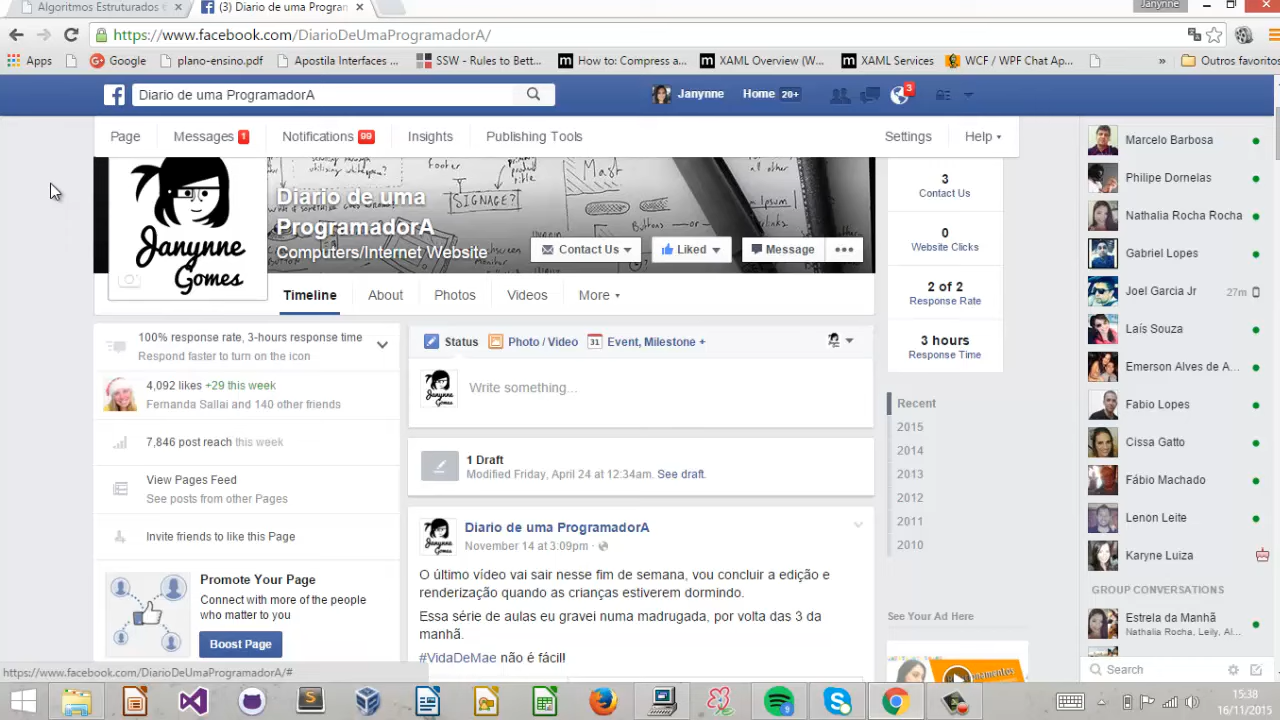 Algoritmos Estruturados
(3) Diario de uma Program
Janynne
https://www.facebook.com/DiarioDeUmaProgramadorA/
Apps
Google
plano-ensino.pdf
Apostila Interfaces ...
SSW - Rules to Bett...
How to: Compress a...
XAML Overview (W...
XAML Services
WCF / WPF Chat Ap...
»
Outros favoritos
Diario de uma ProgramadorA
Janynne
Home 20+
3
Page
Messages 1
Notifications 99
Insights
Publishing Tools
Settings
Help
Footer
Mast
SIGNAGE?
Buttons -or-
Janynne
Gomes
Diario de uma
ProgramadorA
Computers/Internet Website
Contact Us
Liked
Message
Timeline
About
Photos
Videos
More
100% response rate, 3-hours response time
Respond faster to turn on the icon
4,092 likes +29 this week
Fernanda Sallai and 140 other friends
7,846 post reach this week
View Pages Feed
See posts from other Pages
Invite friends to like this Page
Promote Your Page
Connect with more of the people
who matter to you
Boost Page
Status
Photo / Video
31
Event, Milestone +
Janynne
Gomes
Write something...
1 Draft
Modified Friday, April 24 at 12:34am. See draft.
Janynne
Gomes
Diario de uma ProgramadorA
November 14 at 3:09pm ·
O último vídeo vai sair nesse fim de semana, vou concluir a edição e
renderização quando as crianças estiverem dormindo.
Essa série de aulas eu gravei numa madrugada, por volta das 3 da
manhã.
#VidaDeMae não é fácil!
3
Contact Us
0
Website Clicks
2 of 2
Response Rate
3 hours
Response Time
Recent
2015
2014
2013
2012
2011
2010
See Your Ad Here
Marcelo Barbosa
Philipe Dornelas
Nathalia Rocha Rocha
Gabriel Lopes
Joel Garcia Jr
27m
Laís Souza
Emerson Alves de A...
Fabio Lopes
Cissa Gatto
Fábio Machado
Lenon Leite
Karyne Luiza
GROUP CONVERSATIONS
Estrela da Manhã
Nathalia Rocha, Leily, Al...
Search
https://www.facebook.com/DiarioDeUmaProgramadorA/#
15:38
16/11/2015